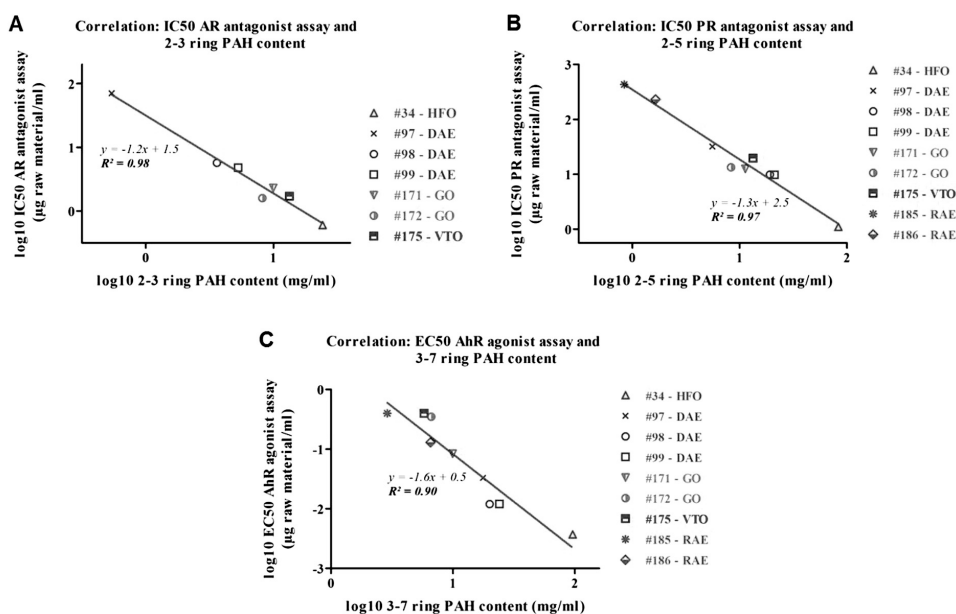 A
Correlation: IC50 AR antagonist assay and
2-3 ring PAH content
log10 IC50 AR antagonist assay
(µg raw material/ml)
2
1
0
0
1
y = -1.2x + 1.5
R² = 0.98
log10 2-3 ring PAH content (mg/ml)
#34 - HFO
#97 - DAE
#98 - DAE
#99 - DAE
#171 - GO
#172 - GO
#175 - VTO
B
Correlation: IC50 PR antagonist assay and
2-5 ring PAH content
log10 IC50 PR antagonist assay
(µg raw material/ml)
3
2
1
0
0
1
2
y = -1.3x + 2.5
R² = 0.97
log10 2-5 ring PAH content (mg/ml)
#34 - HFO
#97 - DAE
#98 - DAE
#99 - DAE
#171 - GO
#172 - GO
#175 - VTO
#185 - RAE
#186 - RAE
C
Correlation: EC50 AhR agonist assay and
3-7 ring PAH content
log10 EC50 AhR agonist assay
(µg raw material/ml)
0
-1
-2
-3
0
1
2
y = -1.6x + 0.5
R² = 0.90
log10 3-7 ring PAH content (mg/ml)
#34 - HFO
#97 - DAE
#98 - DAE
#99 - DAE
#171 - GO
#172 - GO
#175 - VTO
#185 - RAE
#186 - RAE